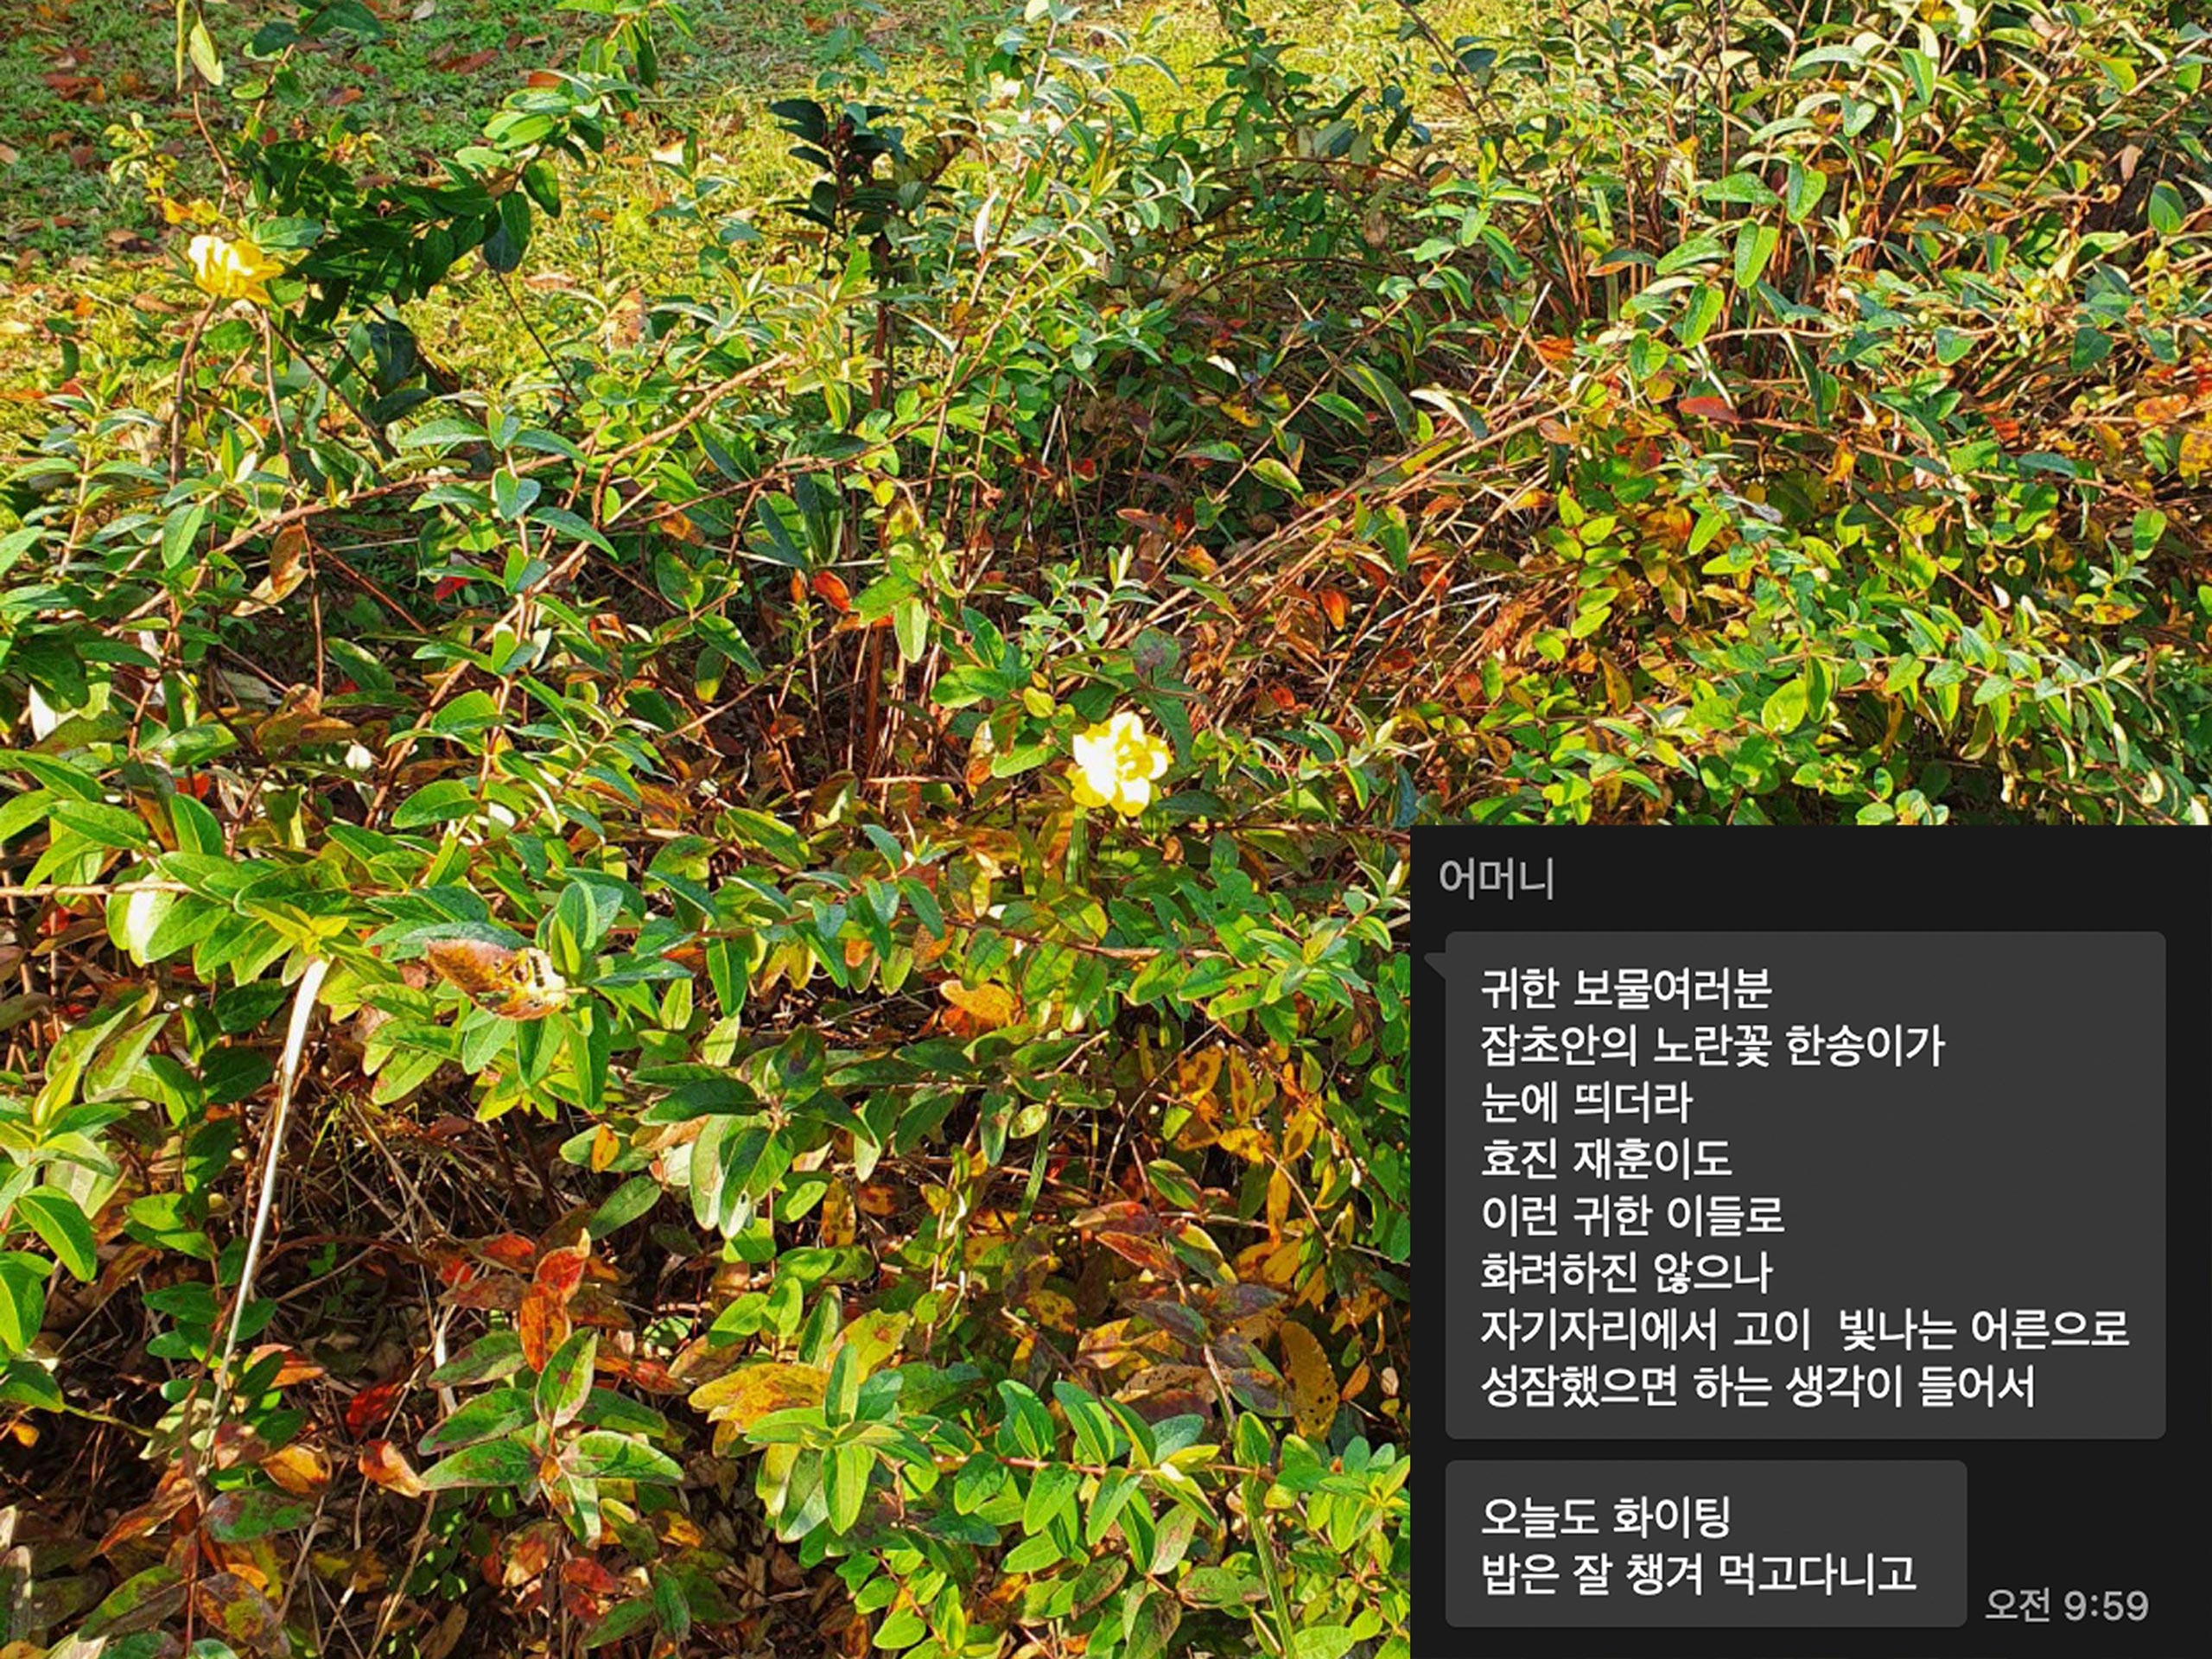 어머니
귀한 보물여러분
잡초안의 노란꽃 한송이가
눈에 띄더라
효진 재훈이도
이런 귀한 이들로
화려하진 않으나
자기자리에서 고이  빛나는 어른으로
성잠했으면 하는 생각이 들어서
오늘도 화이팅
밥은 잘 챙겨 먹고다니고
오전 9:59